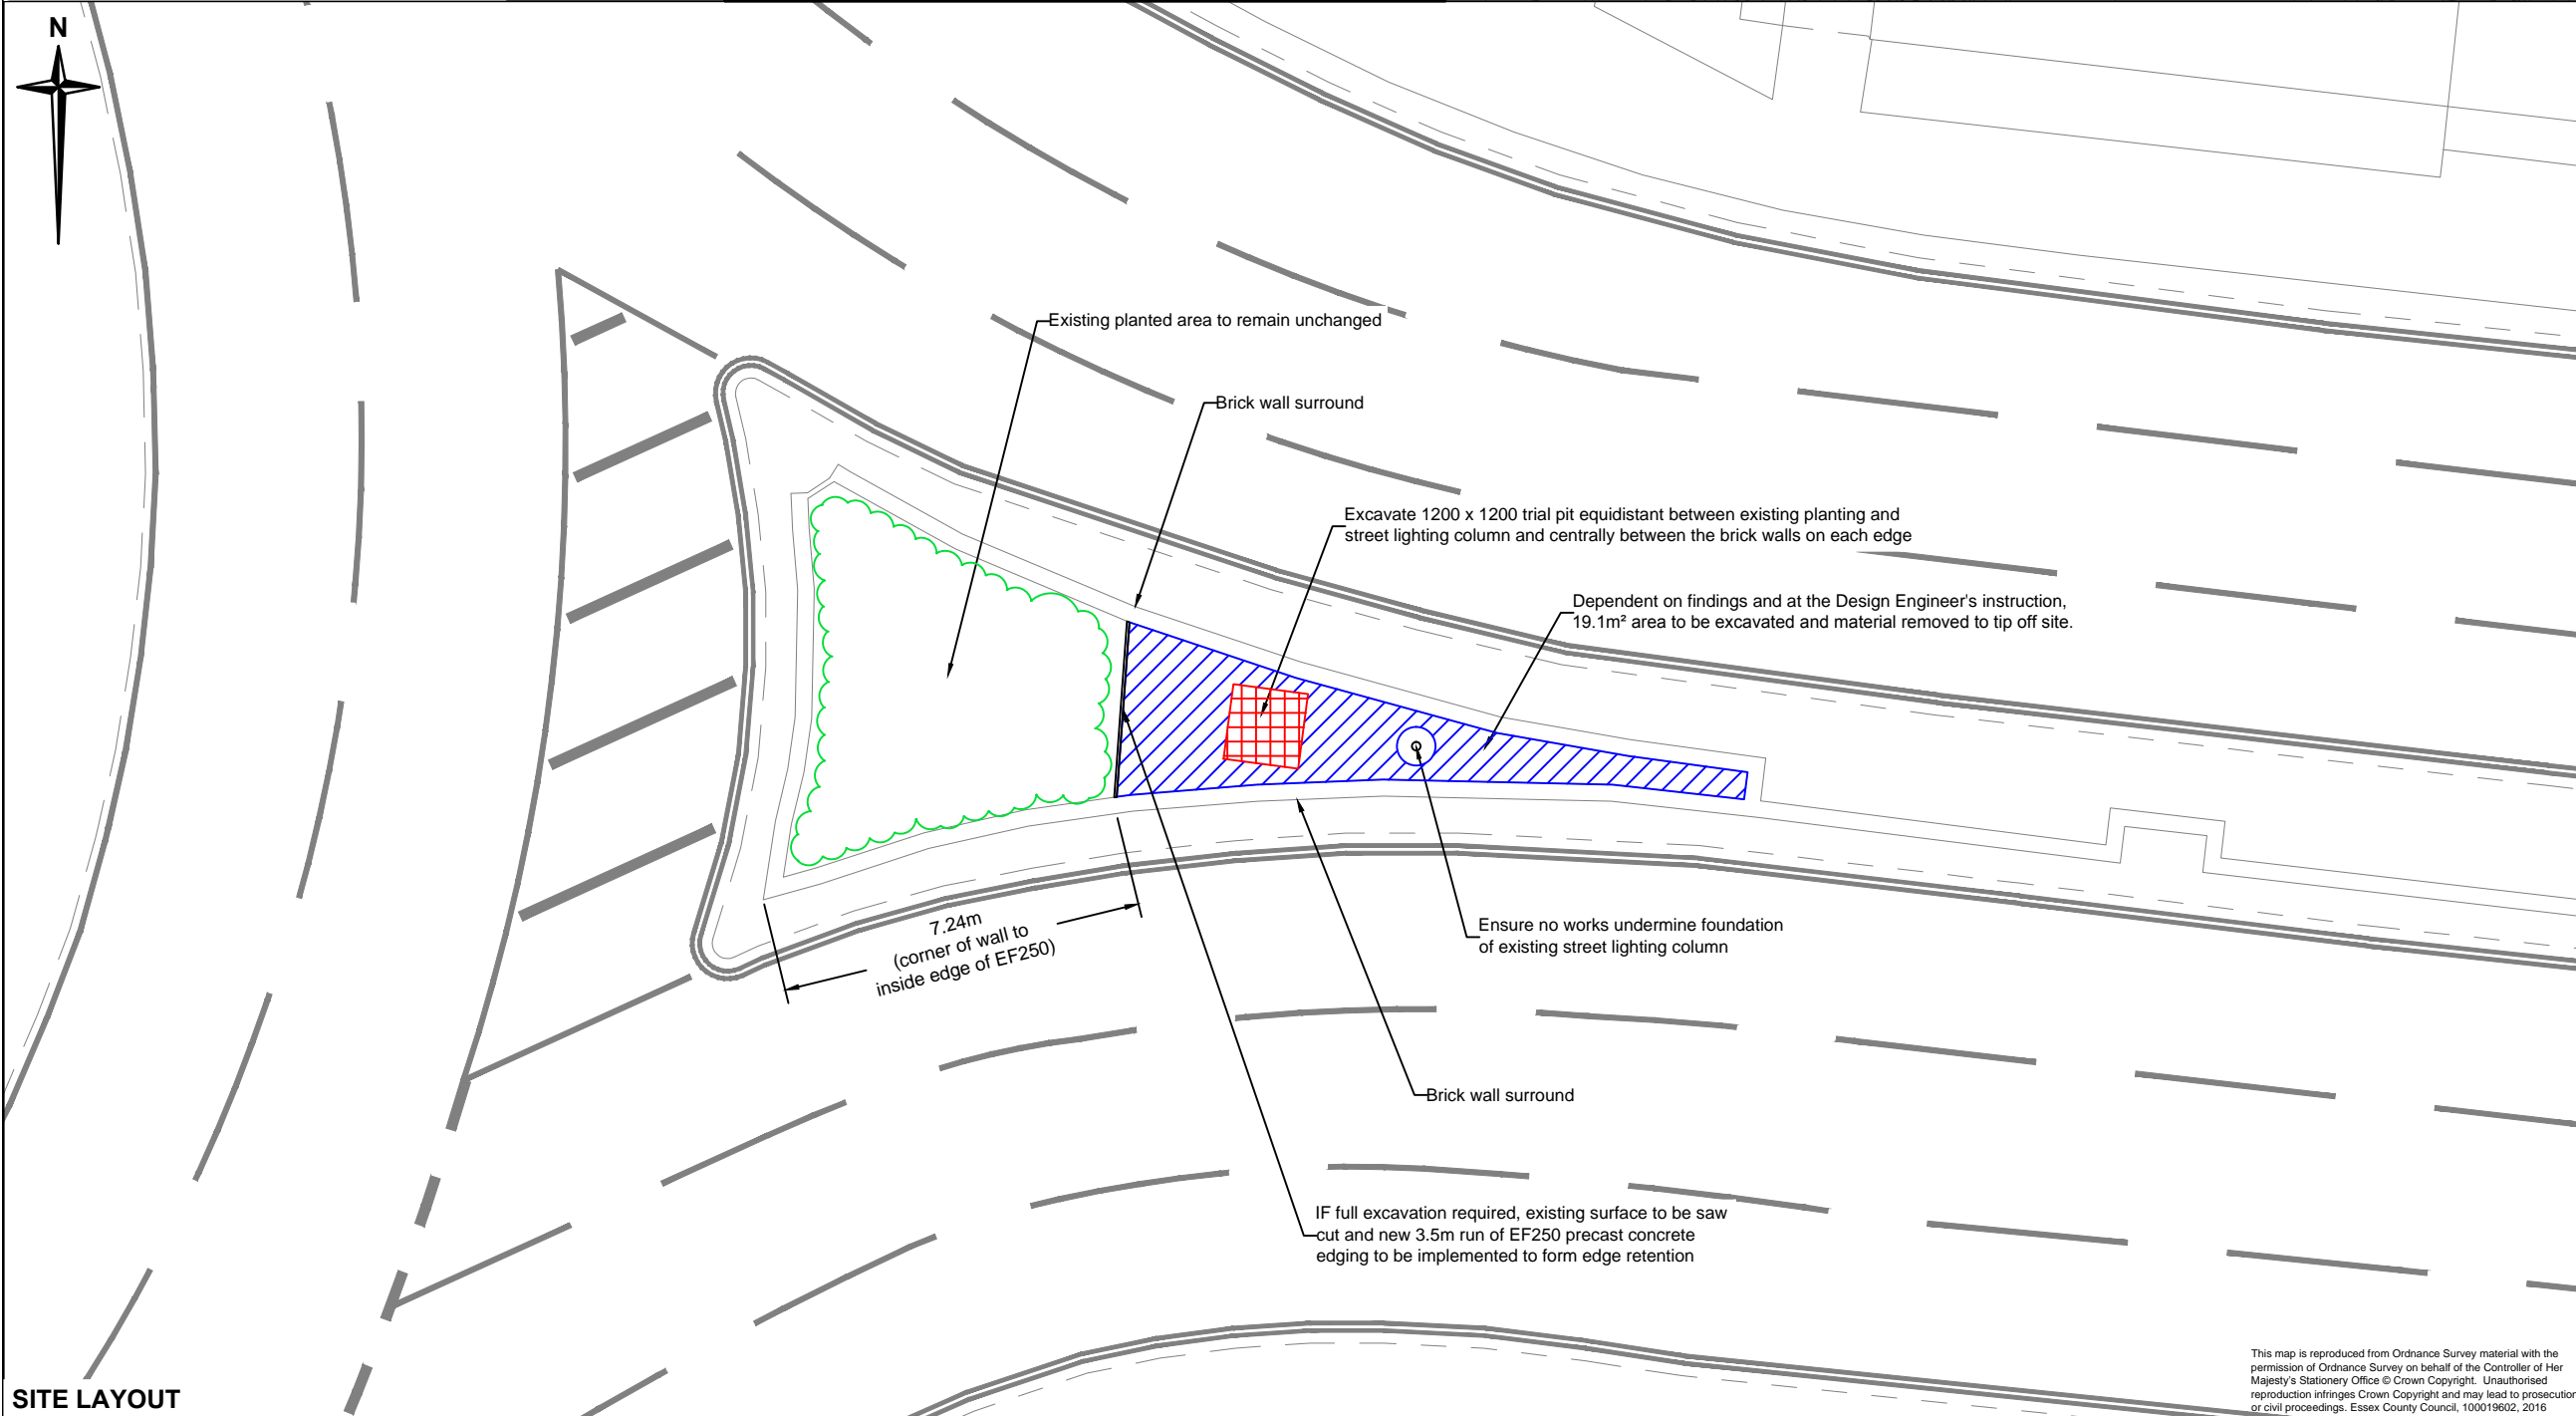 N
Existing planted area to remain unchanged
Brick wall surround
Excavate 1200 x 1200 trial pit equidistant between existing planting and
street lighting column and centrally between the brick walls on each edge
Dependent on findings and at the Design Engineer's instruction,
19.1m² area to be excavated and material removed to tip off site.
7.24m
(corner of wall to
inside edge of EF250)
Ensure no works undermine foundation
of existing street lighting column
Brick wall surround
IF full excavation required, existing surface to be saw
cut and new 3.5m run of EF250 precast concrete
edging to be implemented to form edge retention
SITE LAYOUT
This map is reproduced from Ordnance Survey material with the
permission of Ordnance Survey on behalf of the Controller of Her
Majesty's Stationery Office © Crown Copyright. Unauthorised
reproduction infringes Crown Copyright and may lead to prosecution
or civil proceedings. Essex County Council, 100019602, 2016